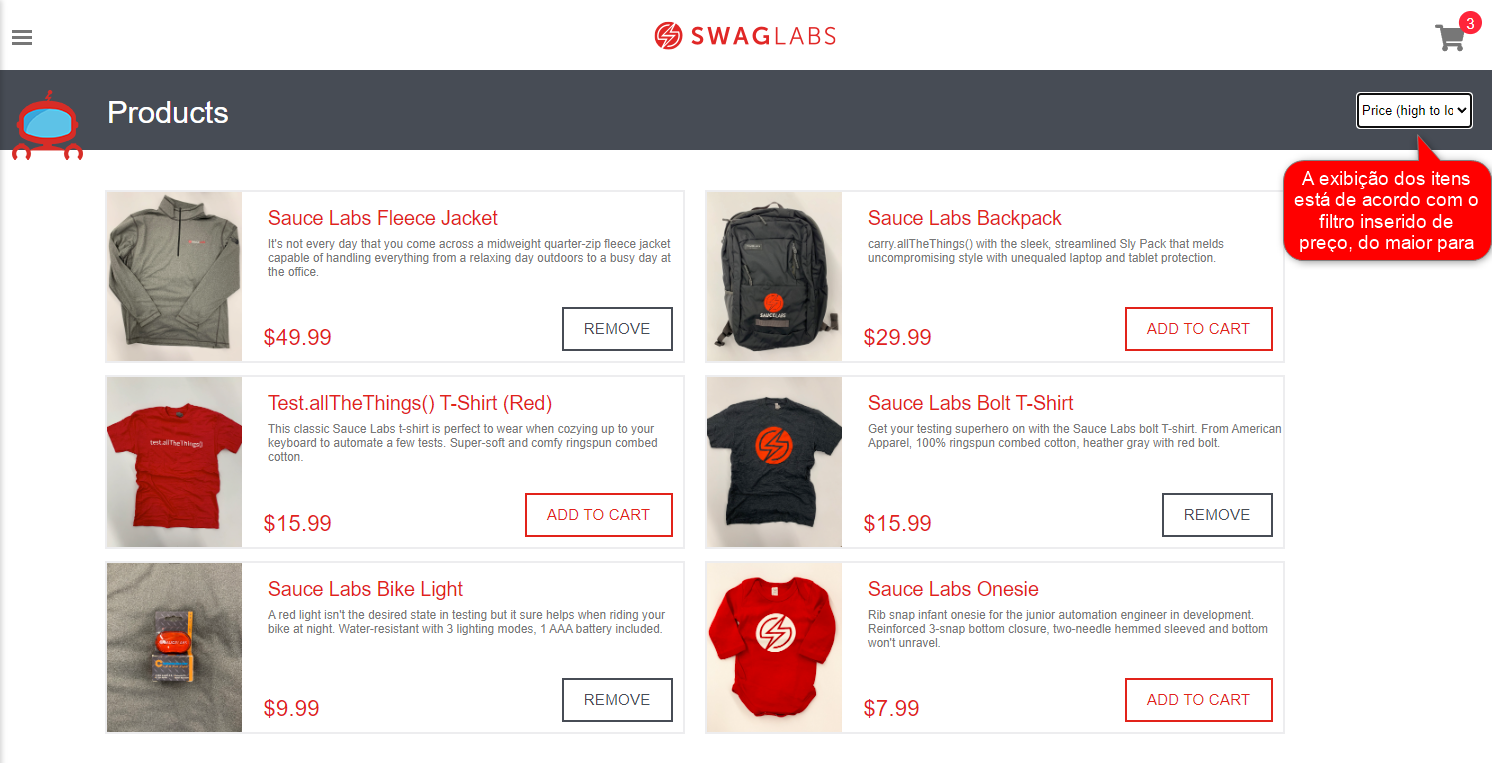 SWAGLABS
3
Products
Price (high to lo
A exibição dos itens
está de acordo com o
filtro inserido de
preço, do maior para
Sauce Labs Fleece Jacket
It's not every day that you come across a midweight quarter-zip fleece jacket
capable of handling everything from a relaxing day outdoors to a busy day at
the office.
$49.99
REMOVE
Sauce Labs Backpack
carry.allTheThings() with the sleek, streamlined Sly Pack that melds
uncompromising style with unequaled laptop and tablet protection.
SAUCELABS
$29.99
ADD TO CART
Test.allTheThings() T-Shirt (Red)
This classic Sauce Labs t-shirt is perfect to wear when cozying up to your
keyboard to automate a few tests. Super-soft and comfy ringspun combed
cotton.
test.allTheThings()
$15.99
ADD TO CART
Sauce Labs Bolt T-Shirt
Get your testing superhero on with the Sauce Labs bolt T-shirt. From American
Apparel, 100% ringspun combed cotton, heather gray with red bolt.
$15.99
REMOVE
Sauce Labs Bike Light
A red light isn't the desired state in testing but it sure helps when riding your
bike at night. Water-resistant with 3 lighting modes, 1 AAA battery included.
$9.99
REMOVE
Sauce Labs Onesie
Rib snap infant onesie for the junior automation engineer in development.
Reinforced 3-snap bottom closure, two-needle hemmed sleeved and bottom
won't unravel.
$7.99
ADD TO CART